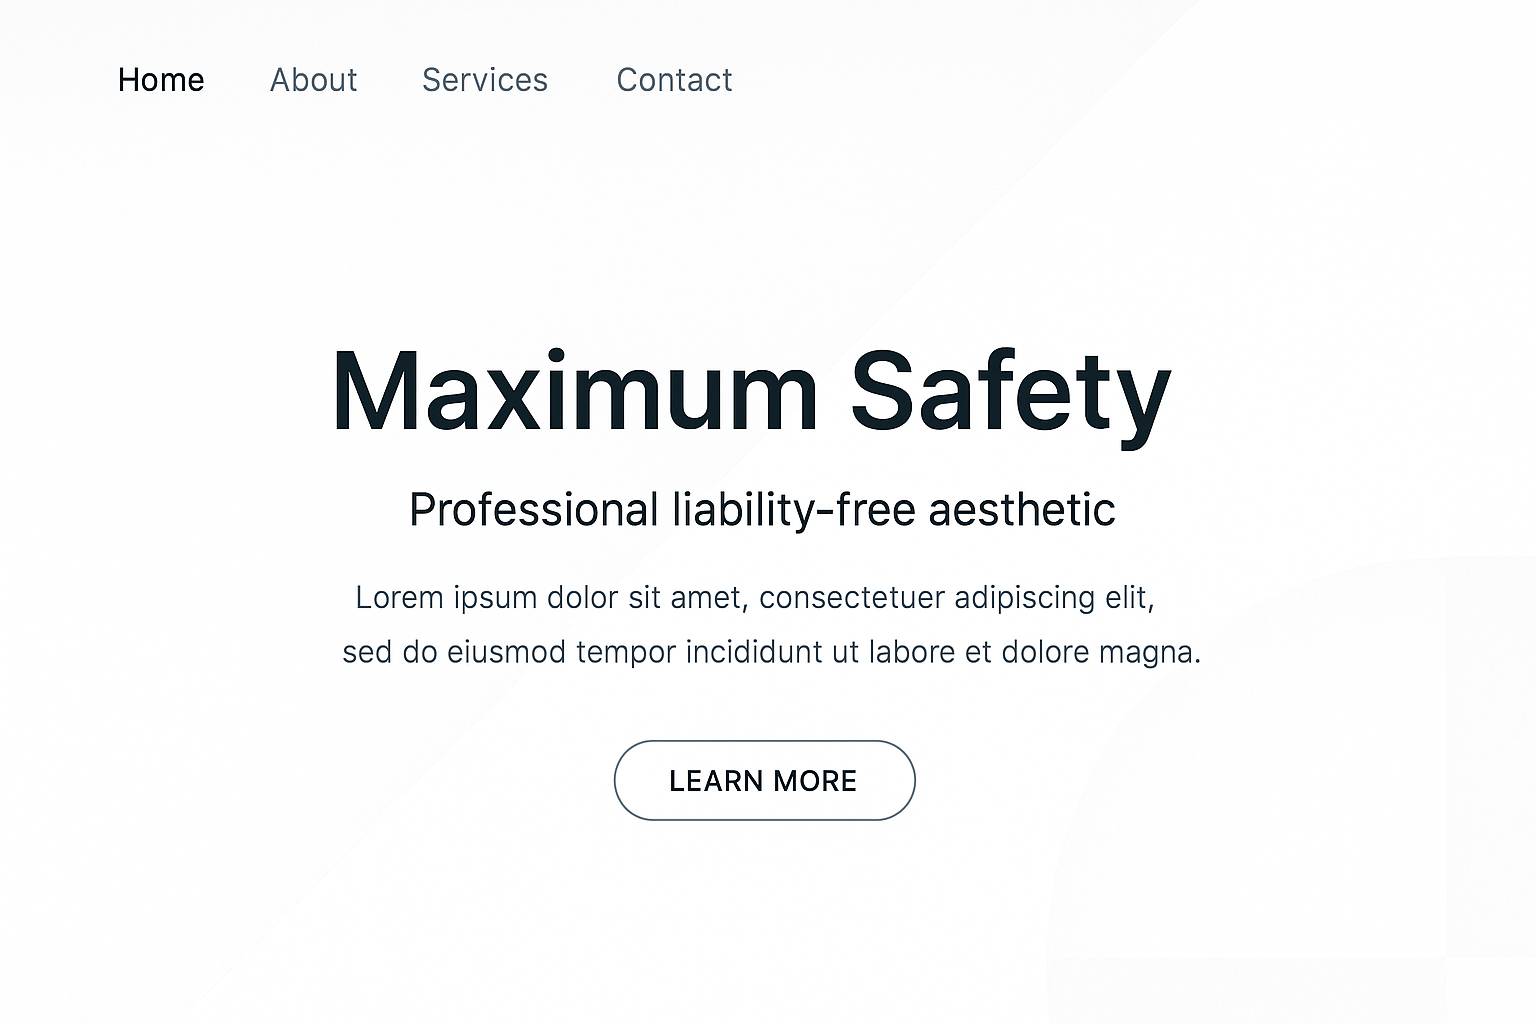 Home About Services Contact
Maximum Safety
Professional liability-free aesthetic
Lorem ipsum dolor sit amet, consectetuer adipiscing elit,
sed do eiusmod tempor incididunt ut labore et dolore magna.
LEARN MORE